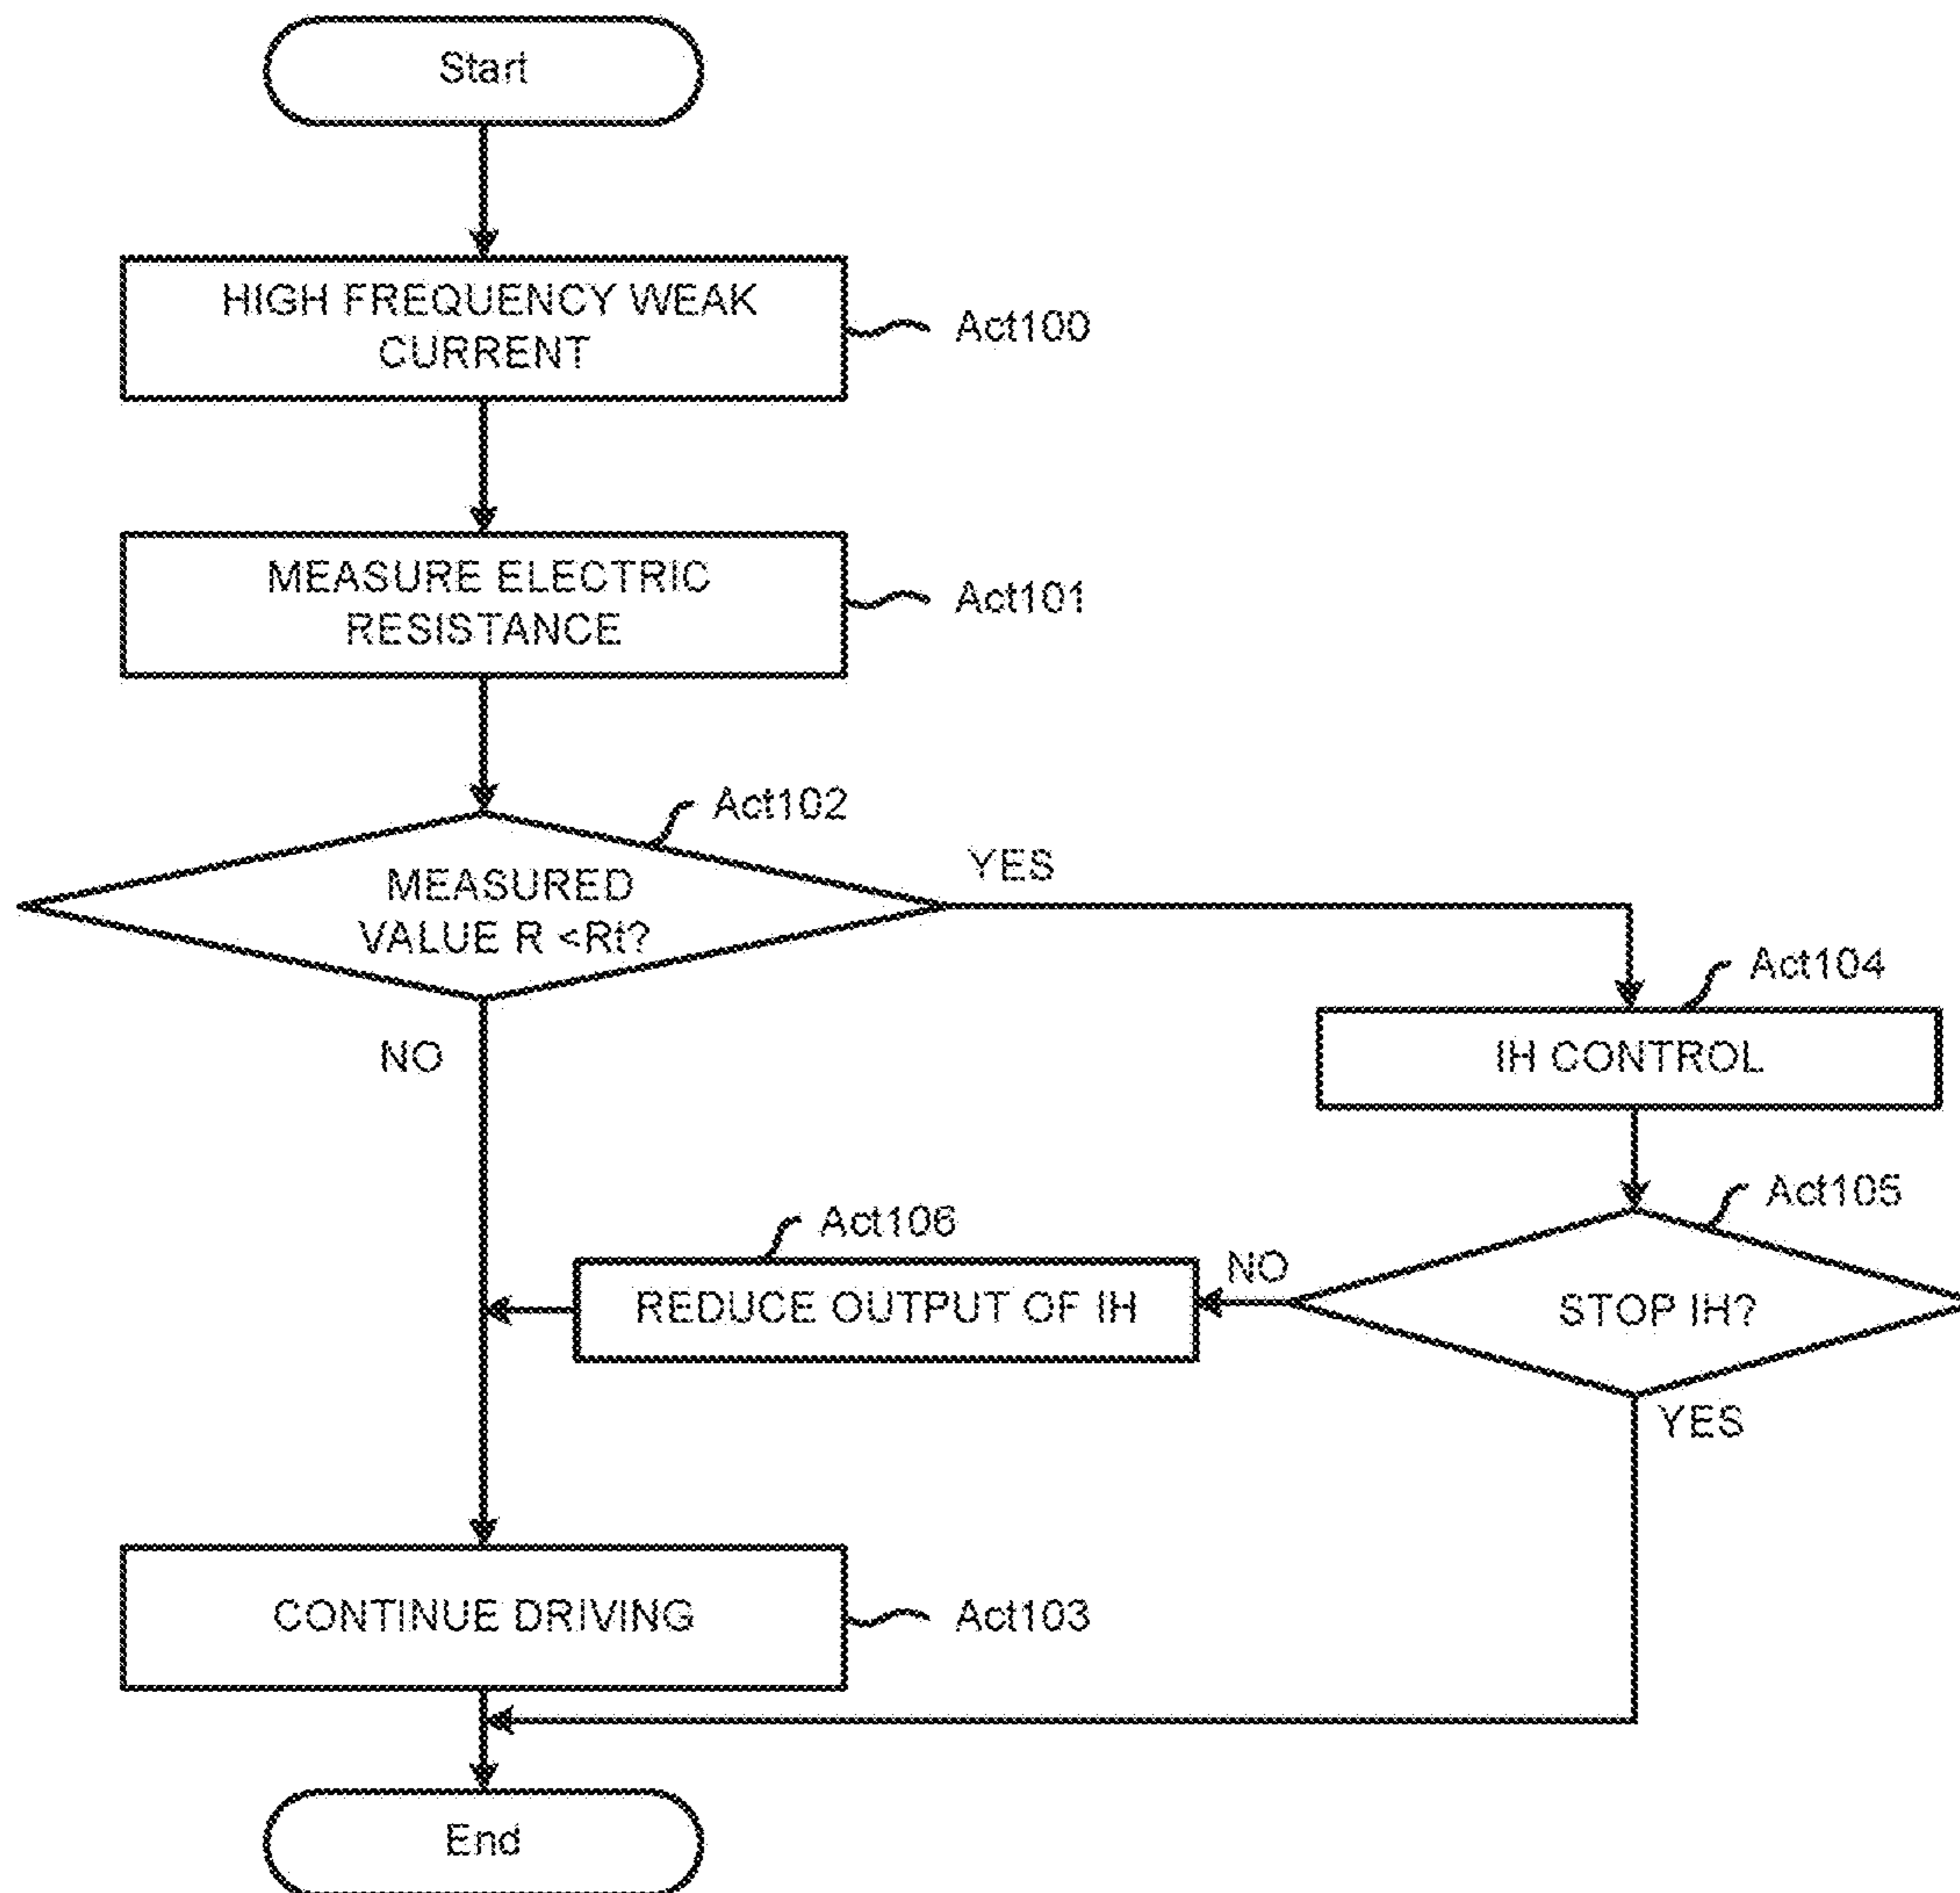 Start
HIGH FREQUENCY WEAK
CURRENT
Act100
MEASURE ELECTRIC
RESISTANCE
Act101
Act102
MEASURED
VALUE R <Rt?
YES
NO
Act104
IH CONTROL
Act105
STOP IH?
NO
YES
Act106
REDUCE OUTPUT OF IH
CONTINUE DRIVING
Act103
End